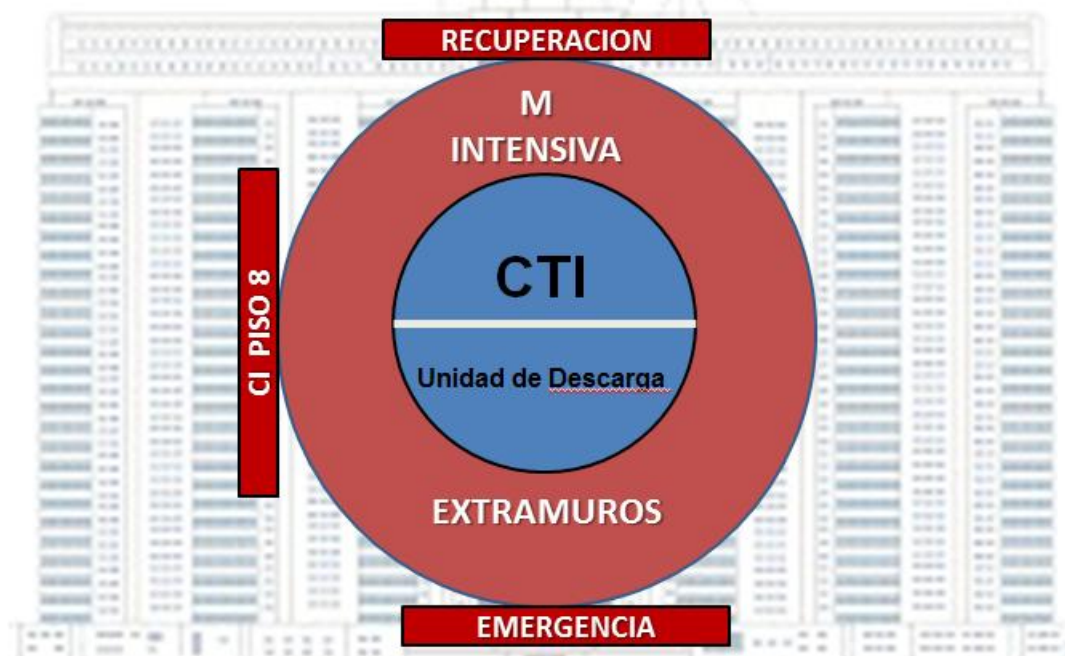 RECUPERACION
M
INTENSIVA
CTI
CI PISO 8
Unidad de Descarga
EXTRAMUROS
EMERGENCIA